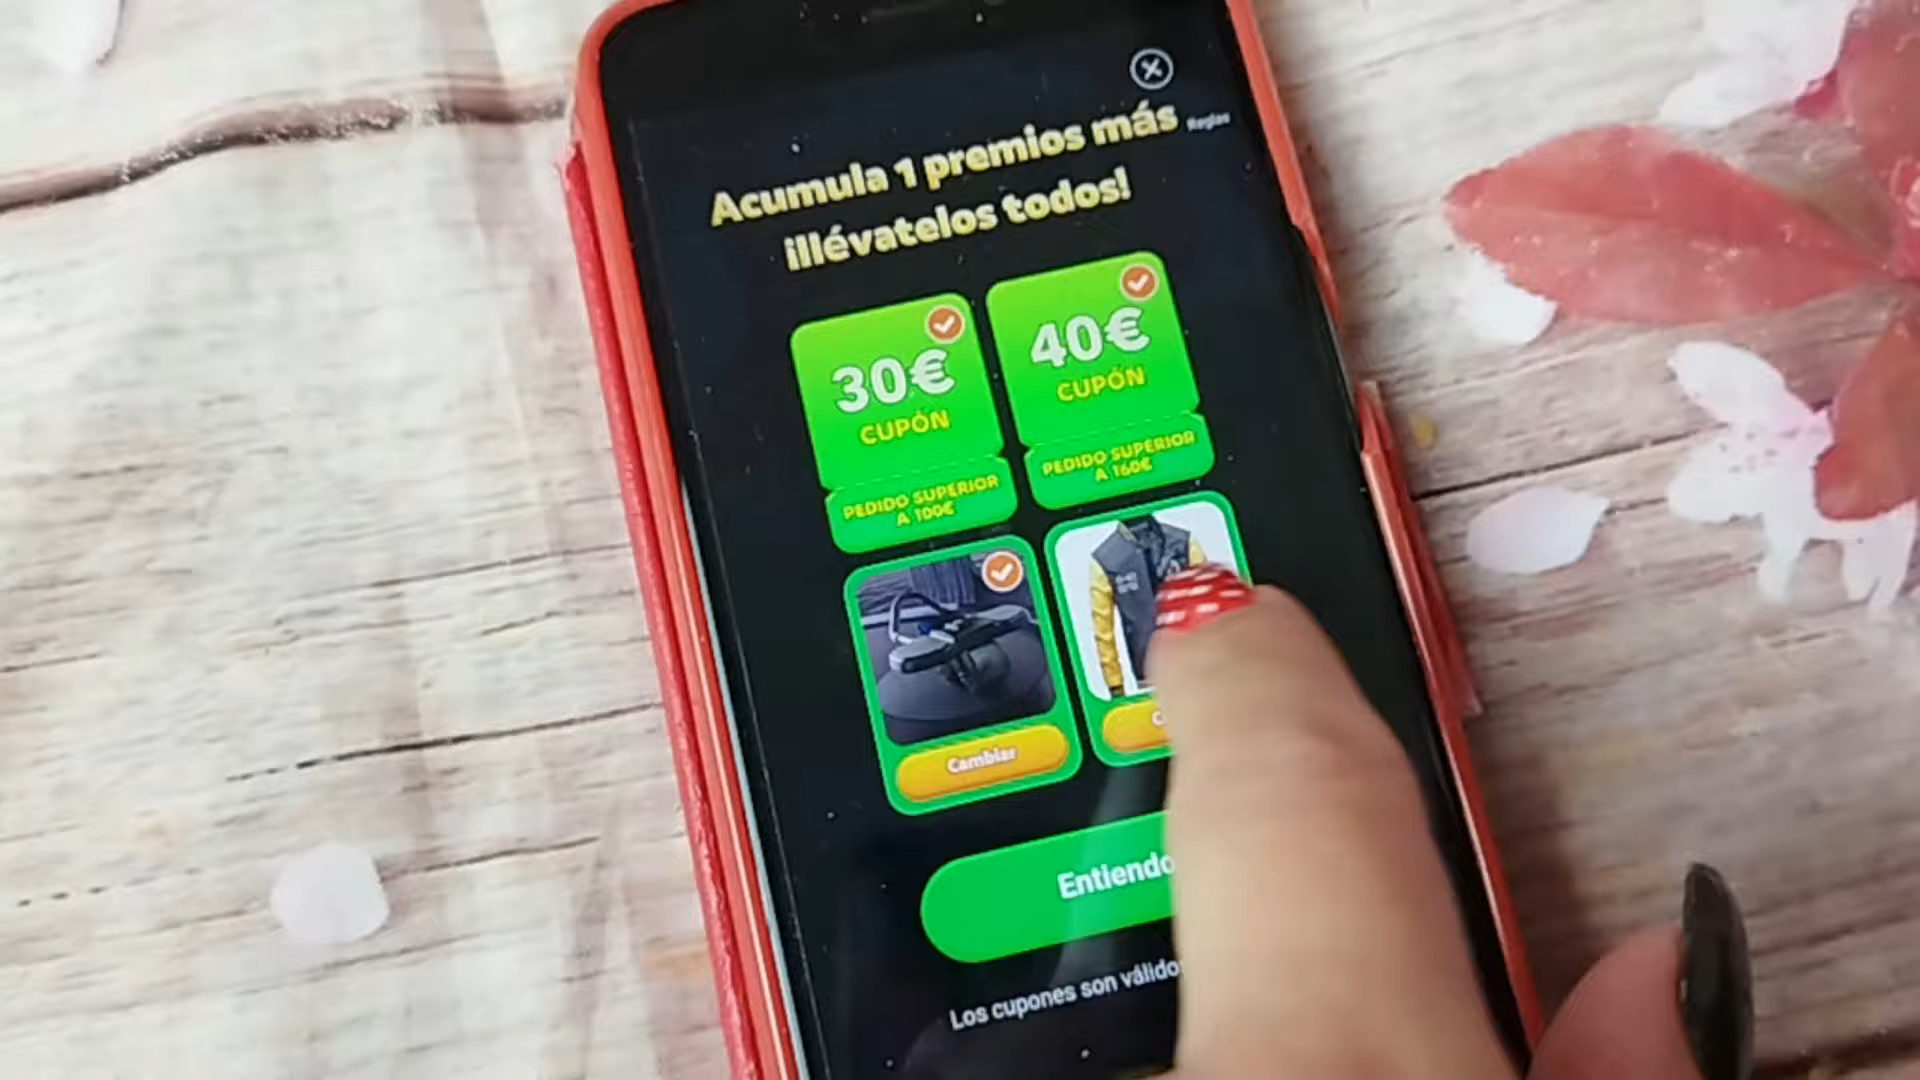 Acumula 1 premios más
Reglas
¡llévatelos todos!
30€
CUPÓN
PEDIDO SUPERIOR
A 100€
40€
CUPÓN
PEDIDO SUPERIOR
A 160€
Cambiar
Entiendo
Los cupones son válidos